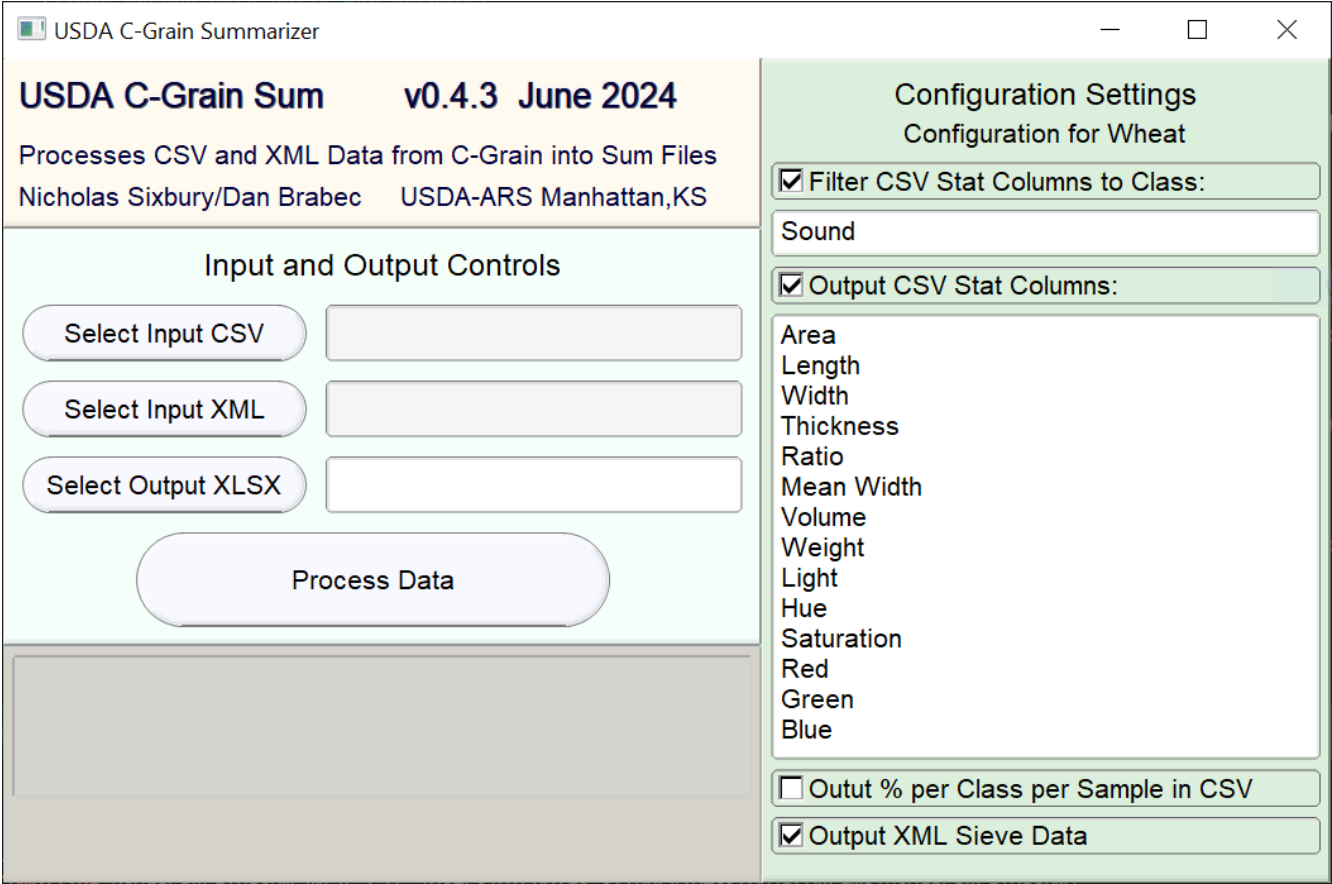 USDA C-Grain Summarizer
USDA C-Grain Sum v0.4.3 June 2024
Processes CSV and XML Data from C-Grain into Sum Files
Nicholas Sixbury/Dan Brabec USDA-ARS Manhattan,KS
Input and Output Controls
Select Input CSV
Select Input XML
Select Output XLSX
Process Data
Configuration Settings
Configuration for Wheat
Filter CSV Stat Columns to Class:
Sound
Output CSV Stat Columns:
Area
Length
Width
Thickness
Ratio
Mean Width
Volume
Weight
Light
Hue
Saturation
Red
Green
Blue
Outut % per Class per Sample in CSV
Output XML Sieve Data